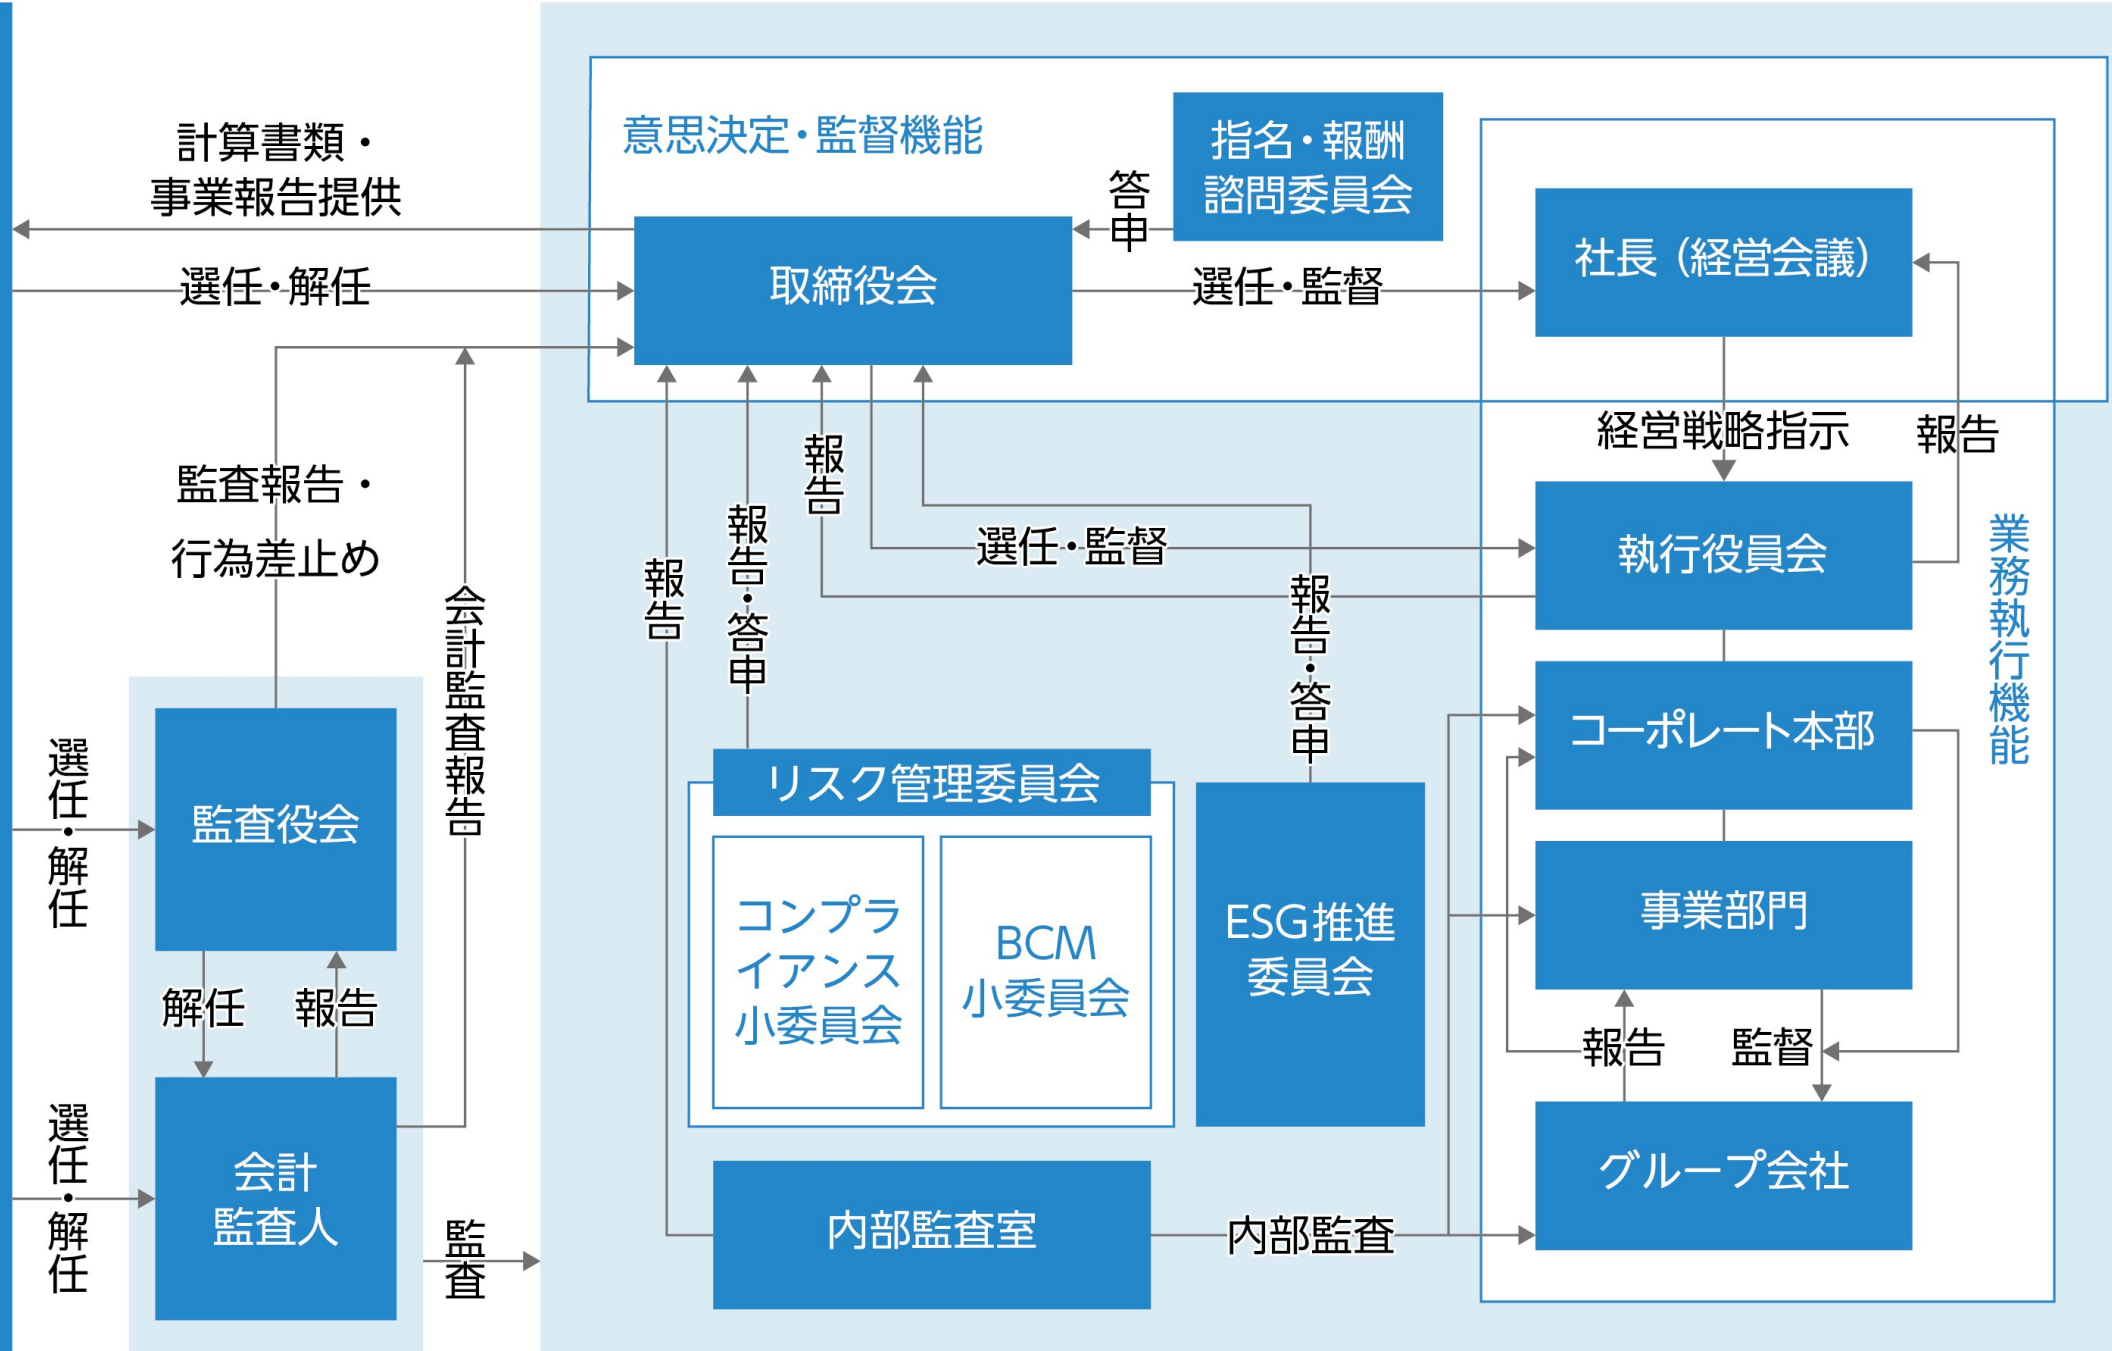 計算書類・
事業報告提供
選任・解任
監査報告・
行為差止め
会計監査報告
選任・解任
監査役会
解任
報告
選任・解任
会計
監査人
監査
意思決定・監督機能
指名・報酬
諮問委員会
答申
取締役会
選任・監督
社長（経営会議）
経営戦略指示
報告
報告
報告・答申
報告
選任・監督
報告・答申
執行役員会
業務執行機能
リスク管理委員会
コンプラ
イアンス
小委員会
BCM
小委員会
ESG推進
委員会
コーポレート本部
事業部門
報告
監督
グループ会社
内部監査室
内部監査